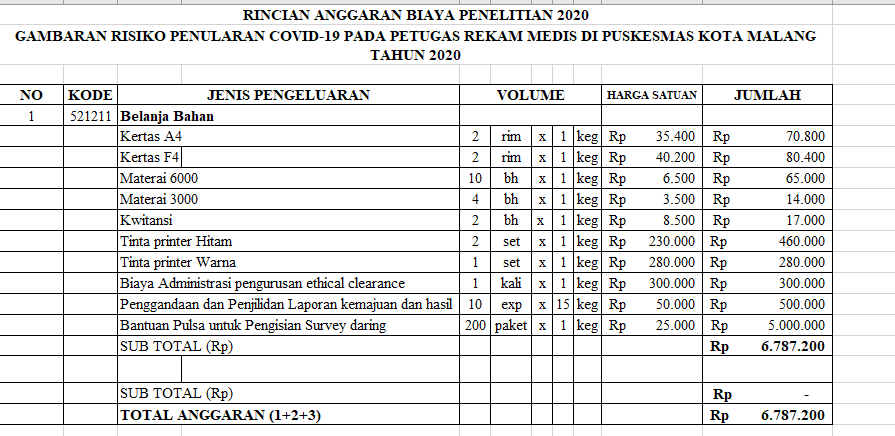 RINCIAN ANGGARAN BIAYA PENELITIAN 2020
GAMBARAN RISIKO PENULARAN COVID-19 PADA PETUGAS REKAM MEDIS DI PUSKESMAS KOTA MALANG
TAHUN 2020
NO KODE JENIS PENGELUARAN VOLUME HARGA SATUAN JUMLAH
1 521211 Belanja Bahan
Kertas A4 2 rim x 1 keg Rp 35.400 Rp 70.800
Kertas F4 2 rim x 1 keg Rp 40.200 Rp 80.400
Materai 6000 10 bh x 1 keg Rp 6.500 Rp 65.000
Materai 3000 4 bh x 1 keg Rp 3.500 Rp 14.000
Kwitansi 2 bh x 1 keg Rp 8.500 Rp 17.000
Tinta printer Hitam 2 set x 1 keg Rp 230.000 Rp 460.000
Tinta printer Warna 1 set x 1 keg Rp 280.000 Rp 280.000
Biaya Administrasi pengurusan ethical clearance 1 kali x 1 keg Rp 300.000 Rp 300.000
Penggandaan dan Penjilidan Laporan kemajuan dan hasil 10 exp x 15 keg Rp 50.000 Rp 500.000
Bantuan Pulsa untuk Pengisian Survey daring 200 paket x 1 keg Rp 25.000 Rp 5.000.000
SUB TOTAL (Rp) Rp 6.787.200
SUB TOTAL (Rp) Rp -
TOTAL ANGGARAN (1+2+3) Rp 6.787.200